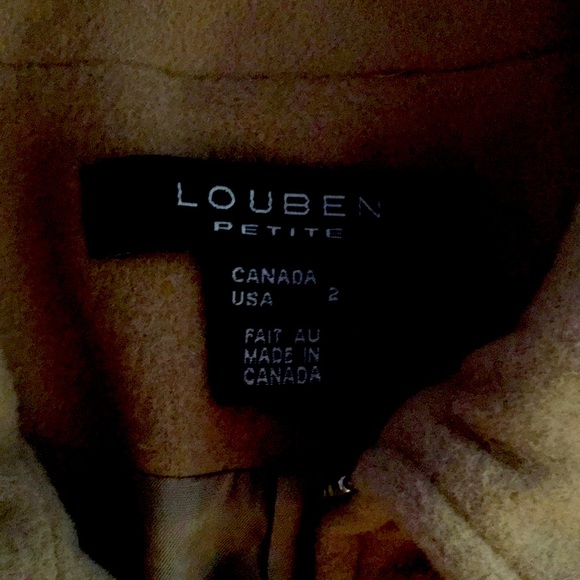 LOUBEN
PETITE
CANADA
USA 2
FAIT AU
MADE IN
CANADA